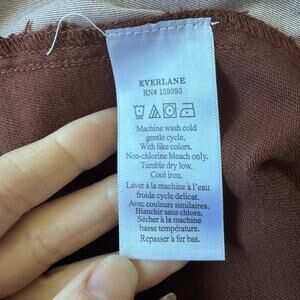 EVERLANE
RN# 139393
Machine wash cold
gentle cycle.
With like colors.
Non-chlorine bleach only.
Tumble dry low.
Cool iron.
Laver à la machine à l'eau
froide cycle délicat.
Avec couleurs similaires.
Blanchir sans chlore.
Sécher à la machine
basse température.
Repasser à fer bas.